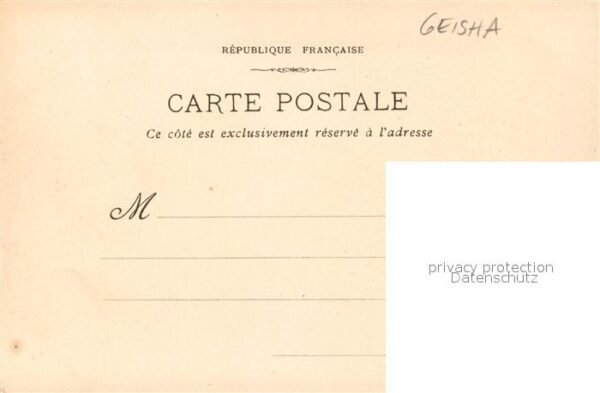 GEISHA
RÉPUBLIQUE FRANÇAISE
CARTE POSTALE
Ce côté est exclusivement réservé à l'adresse
M
privacy protection
Datenschutz